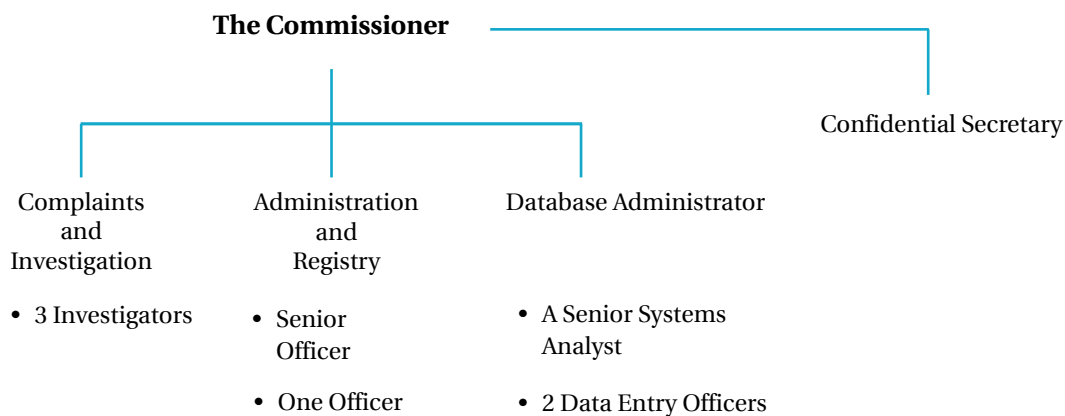 The Commissioner
Confidential Secretary
Complaints
and
Investigation
• 3 Investigators
Administration
and
Registry
• Senior
Officer
• One Officer
Database Administrator
• A Senior Systems
Analyst
• 2 Data Entry Officers